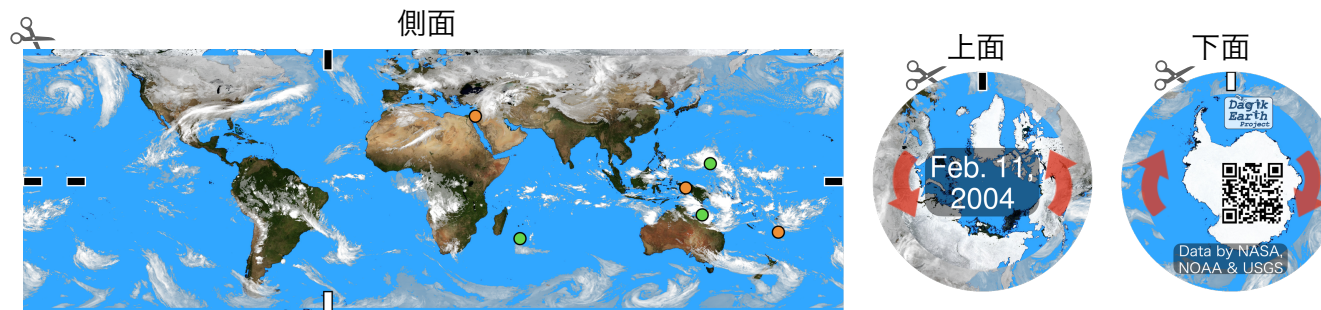 側面
上面
下面
Feb. 11,
2004
Dagik
Earth
Project
Data by NASA,
NOAA & USGS